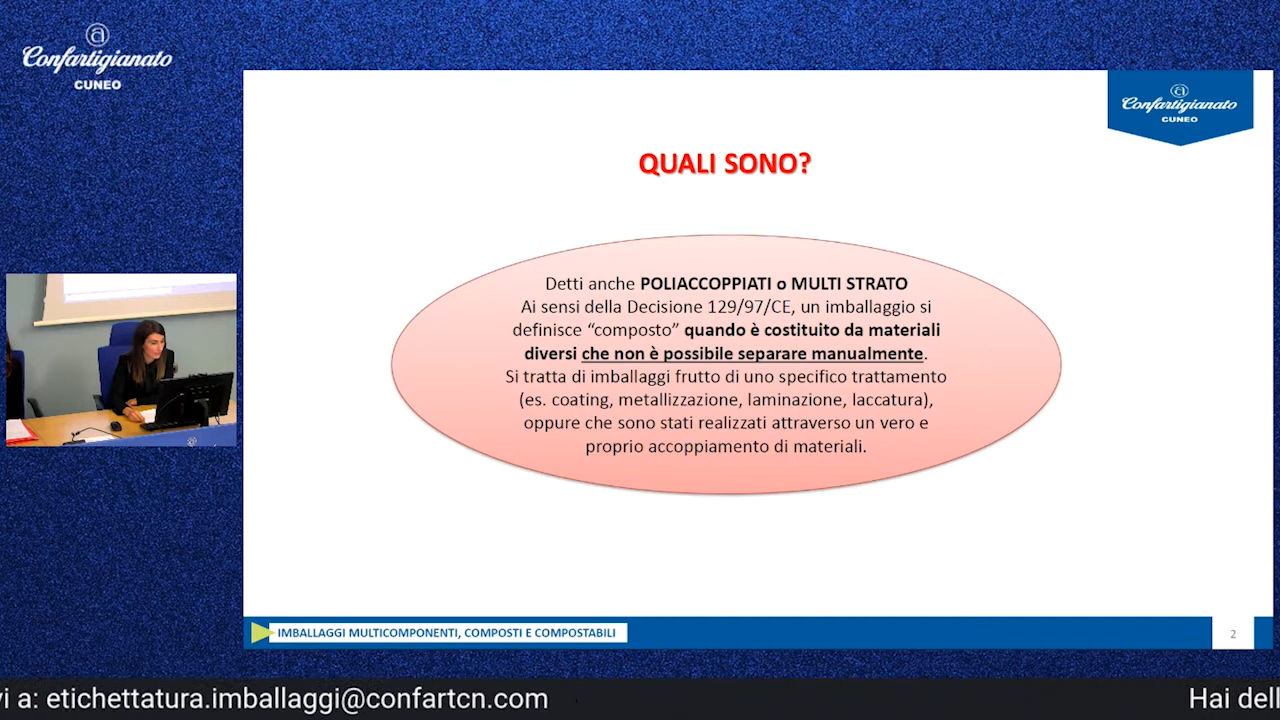 Confartigianato
CUNEO
Confartigianato
CUNEO
QUALI SONO?
Detti anche POLIACCOPPIATI o MULTI STRATO
Ai sensi della Decisione 129/97/CE, un imballaggio si
definisce “composto” quando è costituito da materiali
diversi che non è possibile separare manualmente.
Si tratta di imballaggi frutto di uno specifico trattamento
(es. coating, metallizzazione, laminazione, laccatura),
oppure che sono stati realizzati attraverso un vero e
proprio accoppiamento di materiali.
IMBALLAGGI MULTICOMPONENTI, COMPOSTI E COMPOSTABILI
2
vi a: etichettatura.imballaggi@confartcn.com
Hai dell